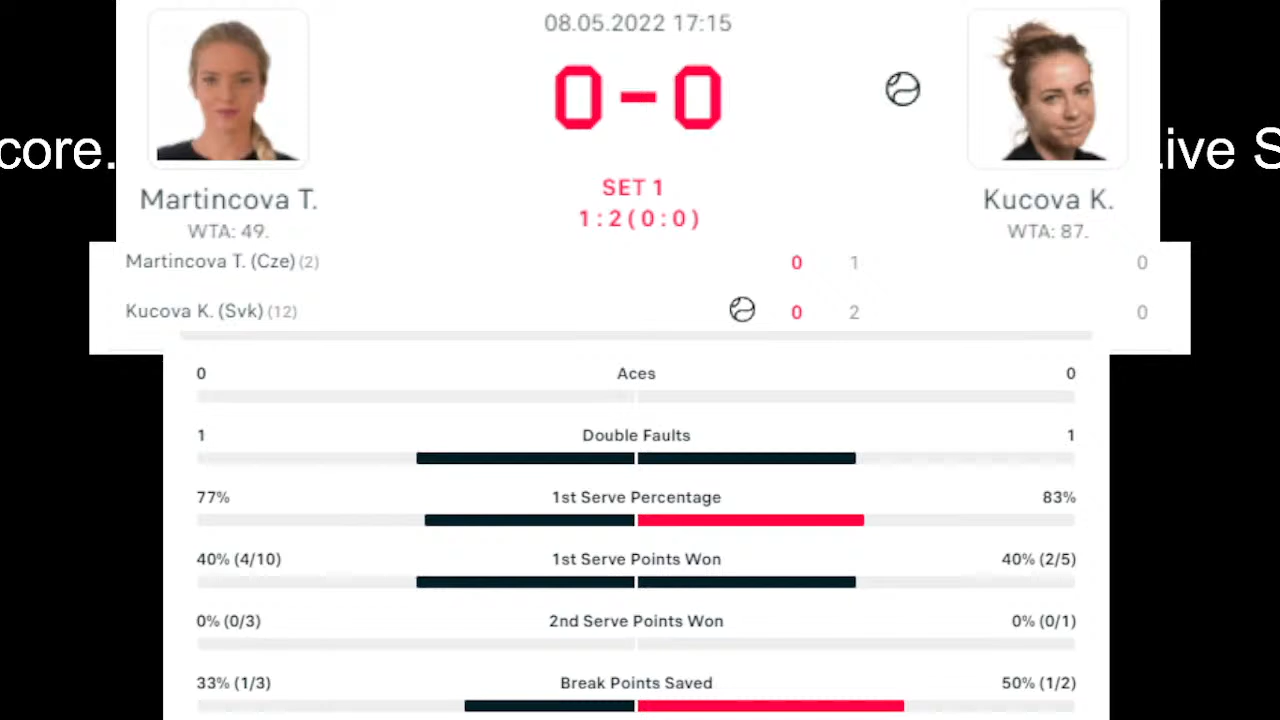 08.05.2022 17:15
0-0
core.
Live S
SET 1
1 : 2 ( 0 : 0 )
Martincova T.
Kucova K.
WTA: 49.
WTA: 87.
Martincova T. (Cze) (2) 0 1 0
Kucova K. (Svk) (12) 0 2 0
0 Aces 0
1 Double Faults 1
77% 1st Serve Percentage 83%
40% (4/10) 1st Serve Points Won 40% (2/5)
0% (0/3) 2nd Serve Points Won 0% (0/1)
33% (1/3) Break Points Saved 50% (1/2)